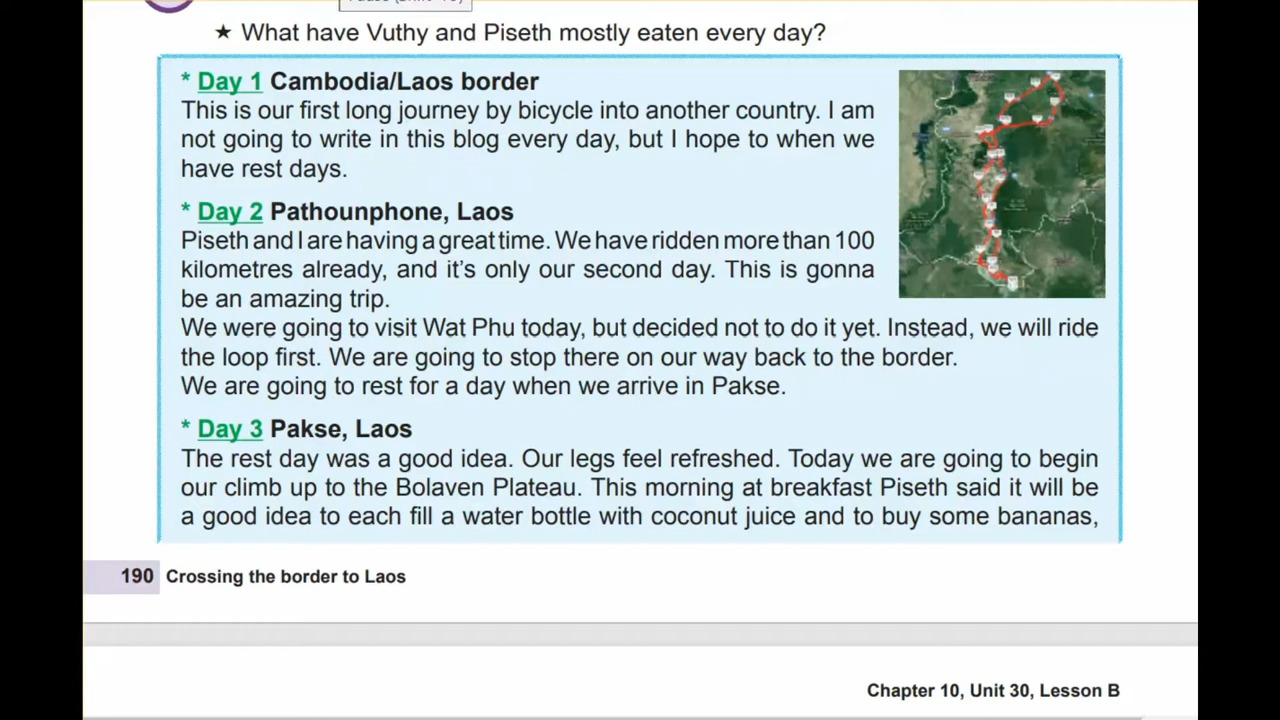 ★ What have Vuthy and Piseth mostly eaten every day?
* Day 1 Cambodia/Laos border
This is our first long journey by bicycle into another country. I am
not going to write in this blog every day, but I hope to when we
have rest days.
* Day 2 Pathounphone, Laos
Piseth and I are having a great time. We have ridden more than 100
kilometres already, and it's only our second day. This is gonna
be an amazing trip.
We were going to visit Wat Phu today, but decided not to do it yet. Instead, we will ride
the loop first. We are going to stop there on our way back to the border.
We are going to rest for a day when we arrive in Pakse.
* Day 3 Pakse, Laos
The rest day was a good idea. Our legs feel refreshed. Today we are going to begin
our climb up to the Bolaven Plateau. This morning at breakfast Piseth said it will be
a good idea to each fill a water bottle with coconut juice and to buy some bananas,
190 Crossing the border to Laos
Chapter 10, Unit 30, Lesson B